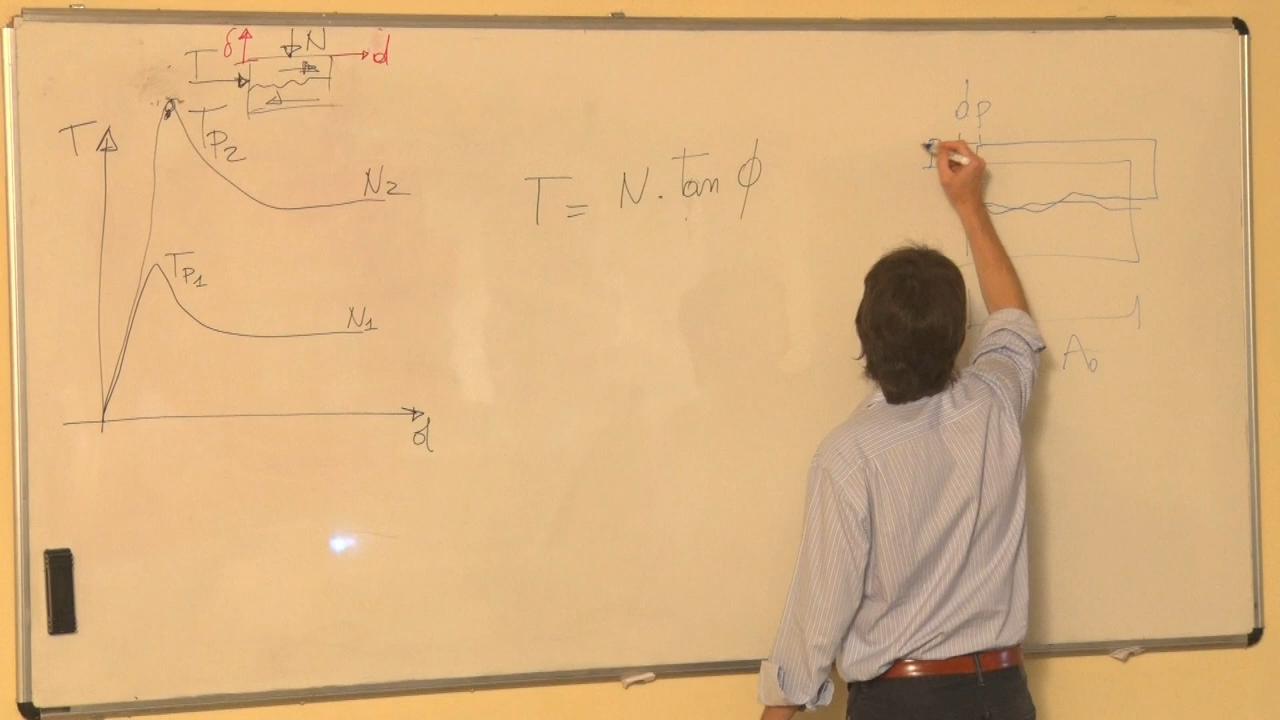 δ N d
T
T Tp2
N2
Tp1
N1
d
T = N. tan ϕ
dp
A₀